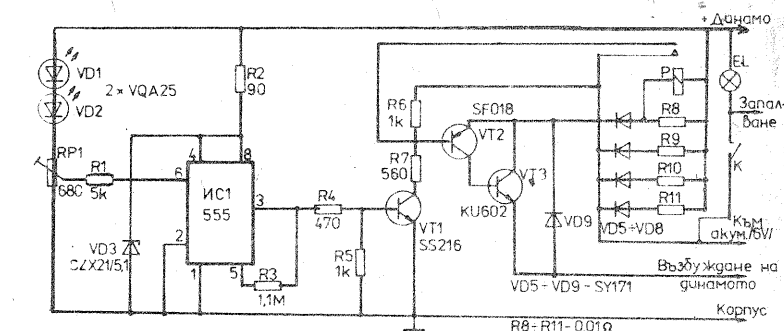 + Динамо
VD1
VD2
2 × VQA25
R2
90
P
EL
Запал-
ване
R6
1k
SF018
VT2
R8
R9
R10
R11
К
RP1
680
R1
5k
4
8
6
ИС1
555
3
2
1
5
R4
470
R7
560
VT3
KU602
VD9
VD3
CZX21/5,1
VT1
SS216
R5
1k
R3
1,1M
VD5÷VD8
Към
акум./6V/
Възбуждане на
динамото
VD5÷VD9 - SY171
Корпус
R8÷R11 - 0,01Ω